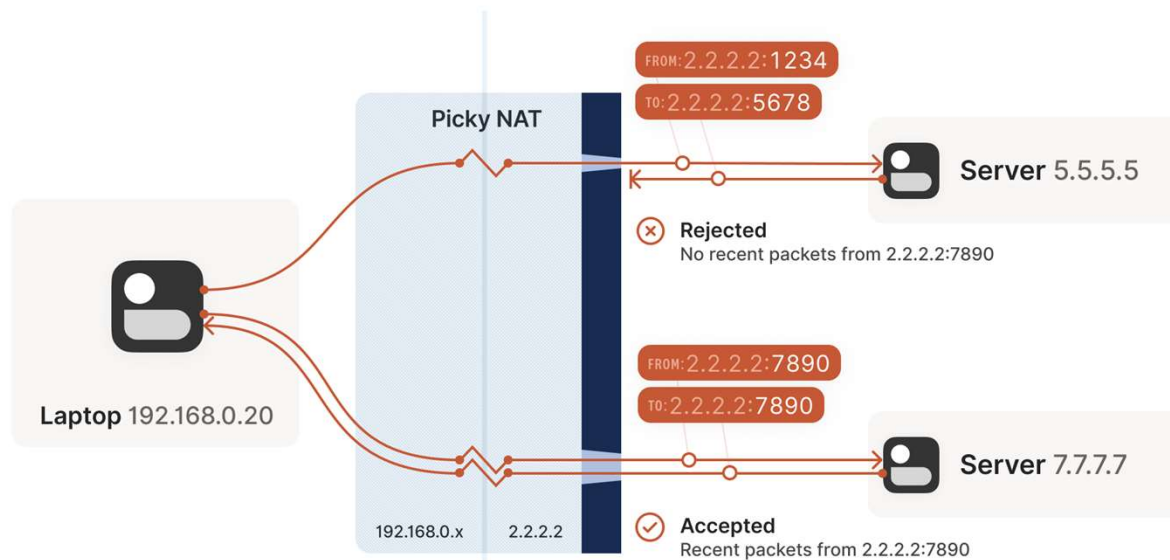 Picky NAT
FROM:2.2.2.2:1234
TO:2.2.2.2:5678
Server 5.5.5.5
Rejected
No recent packets from 2.2.2.2:7890
Laptop 192.168.0.20
FROM:2.2.2.2:7890
TO:2.2.2.2:7890
Server 7.7.7.7
192.168.0.x 2.2.2.2
Accepted
Recent packets from 2.2.2.2:7890